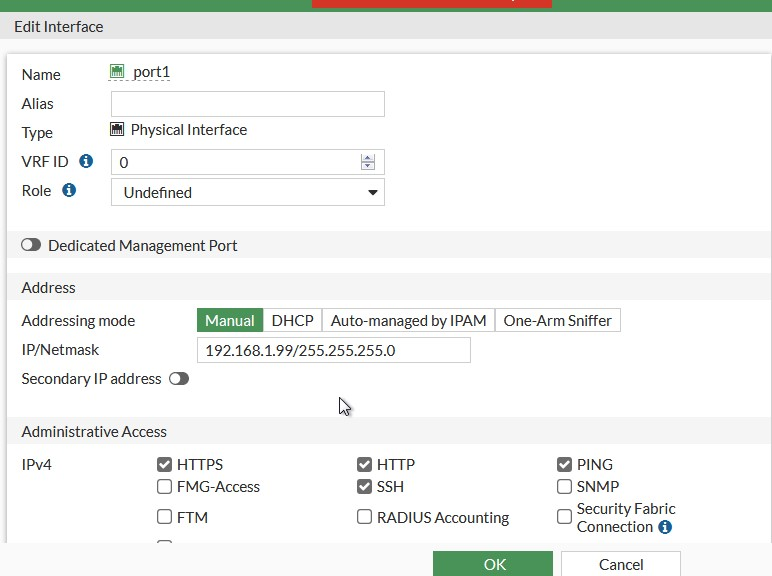 Edit Interface
Name port1
Alias
Type Physical Interface
VRF ID 0
Role Undefined
Dedicated Management Port
Address
Addressing mode Manual DHCP Auto-managed by IPAM One-Arm Sniffer
IP/Netmask 192.168.1.99/255.255.255.0
Secondary IP address
Administrative Access
IPv4 HTTPS HTTP PING
FMG-Access SSH SNMP
FTM RADIUS Accounting Security Fabric
Connection
OK Cancel